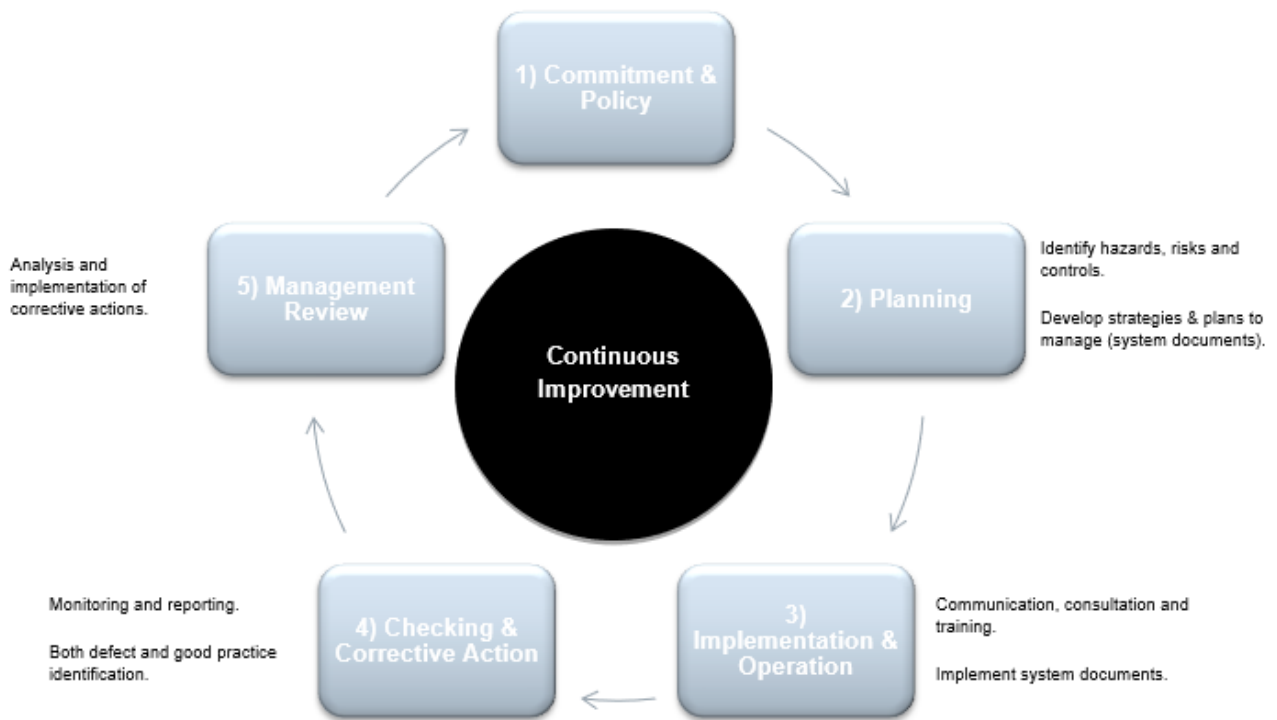 1) Commitment &
Policy
2) Planning
Identify hazards, risks and
controls.
Develop strategies & plans to
manage (system documents).
3)
Implementation &
Operation
Communication, consultation and
training.
Implement system documents.
4) Checking &
Corrective Action
Monitoring and reporting.
Both defect and good practice
identification.
5) Management
Review
Analysis and
implementation of
corrective actions.
Continuous
Improvement